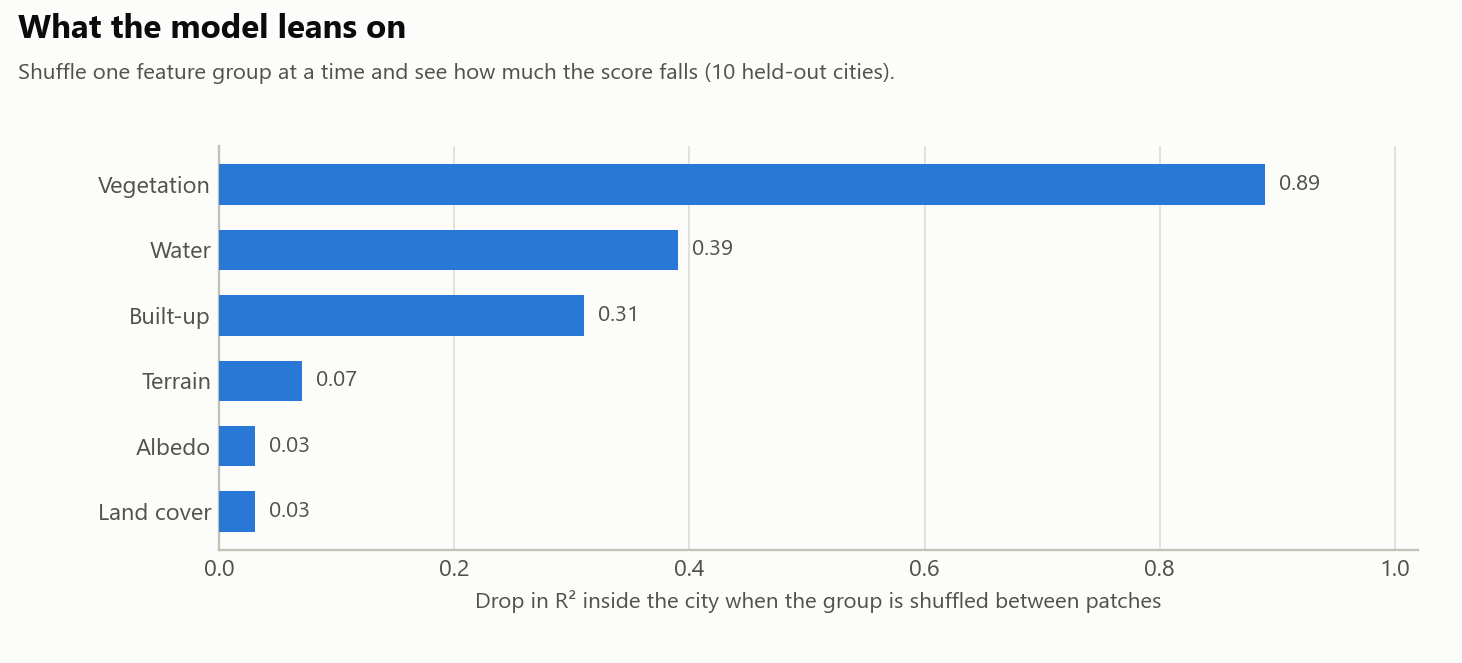 What the model leans on
Shuffle one feature group at a time and see how much the score falls (10 held-out cities).
Vegetation 0.89
Water 0.39
Built-up 0.31
Terrain 0.07
Albedo 0.03
Land cover 0.03
0.0 0.2 0.4 0.6 0.8 1.0
Drop in R² inside the city when the group is shuffled between patches